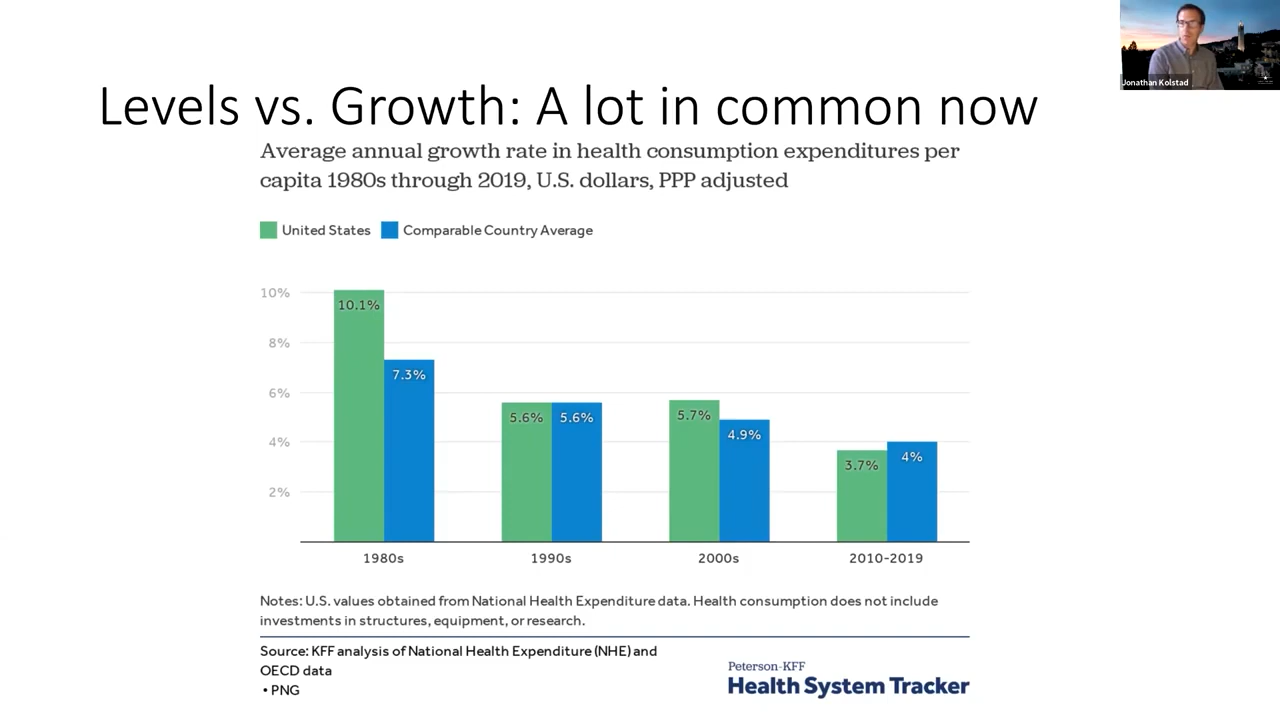 Jonathan Kolstad
Levels vs. Growth: A lot in common now
Average annual growth rate in health consumption expenditures per
capita 1980s through 2019, U.S. dollars, PPP adjusted
United States
Comparable Country Average
10%
8%
6%
4%
2%
10.1%
7.3%
5.6%
5.6%
5.7%
4.9%
3.7%
4%
1980s
1990s
2000s
2010-2019
Notes: U.S. values obtained from National Health Expenditure data. Health consumption does not include
investments in structures, equipment, or research.
Source: KFF analysis of National Health Expenditure (NHE) and
OECD data
• PNG
Peterson-KFF
Health System Tracker